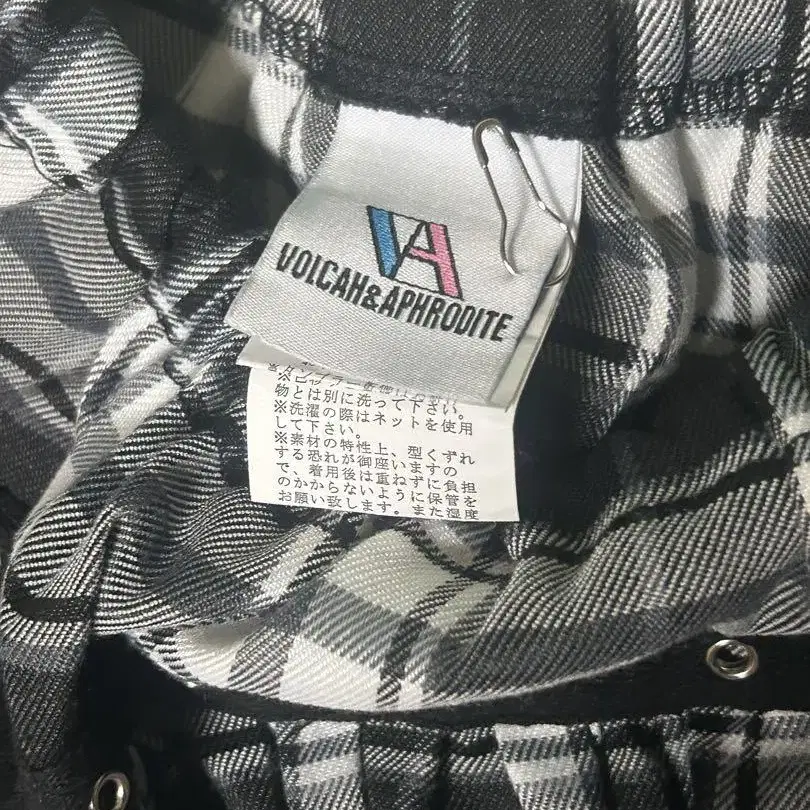 VA
VOLCAN&APHRODITE
物とは別に洗って下さい。
※洗濯の際はネットを使用
して下さい。
※素材の特性上、型くずれ
する恐れが御座いますの
で、着用後は重ねずに負担
のかからないように保管を
お願い致します。また湿度